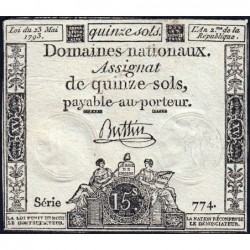 Loi du 23 Mai 1793.
quinze sols.
L'An 2.me de la République.
Domaines nationaux.
Assignat
de quinze sols,
payable au porteur.
Buttin
15 s
Série 774.
LA LOI PUNIT DE MORT LE CONTREFACTEUR.
LA NATION RÉCOMPENSE LE DÉNONCIATEUR.